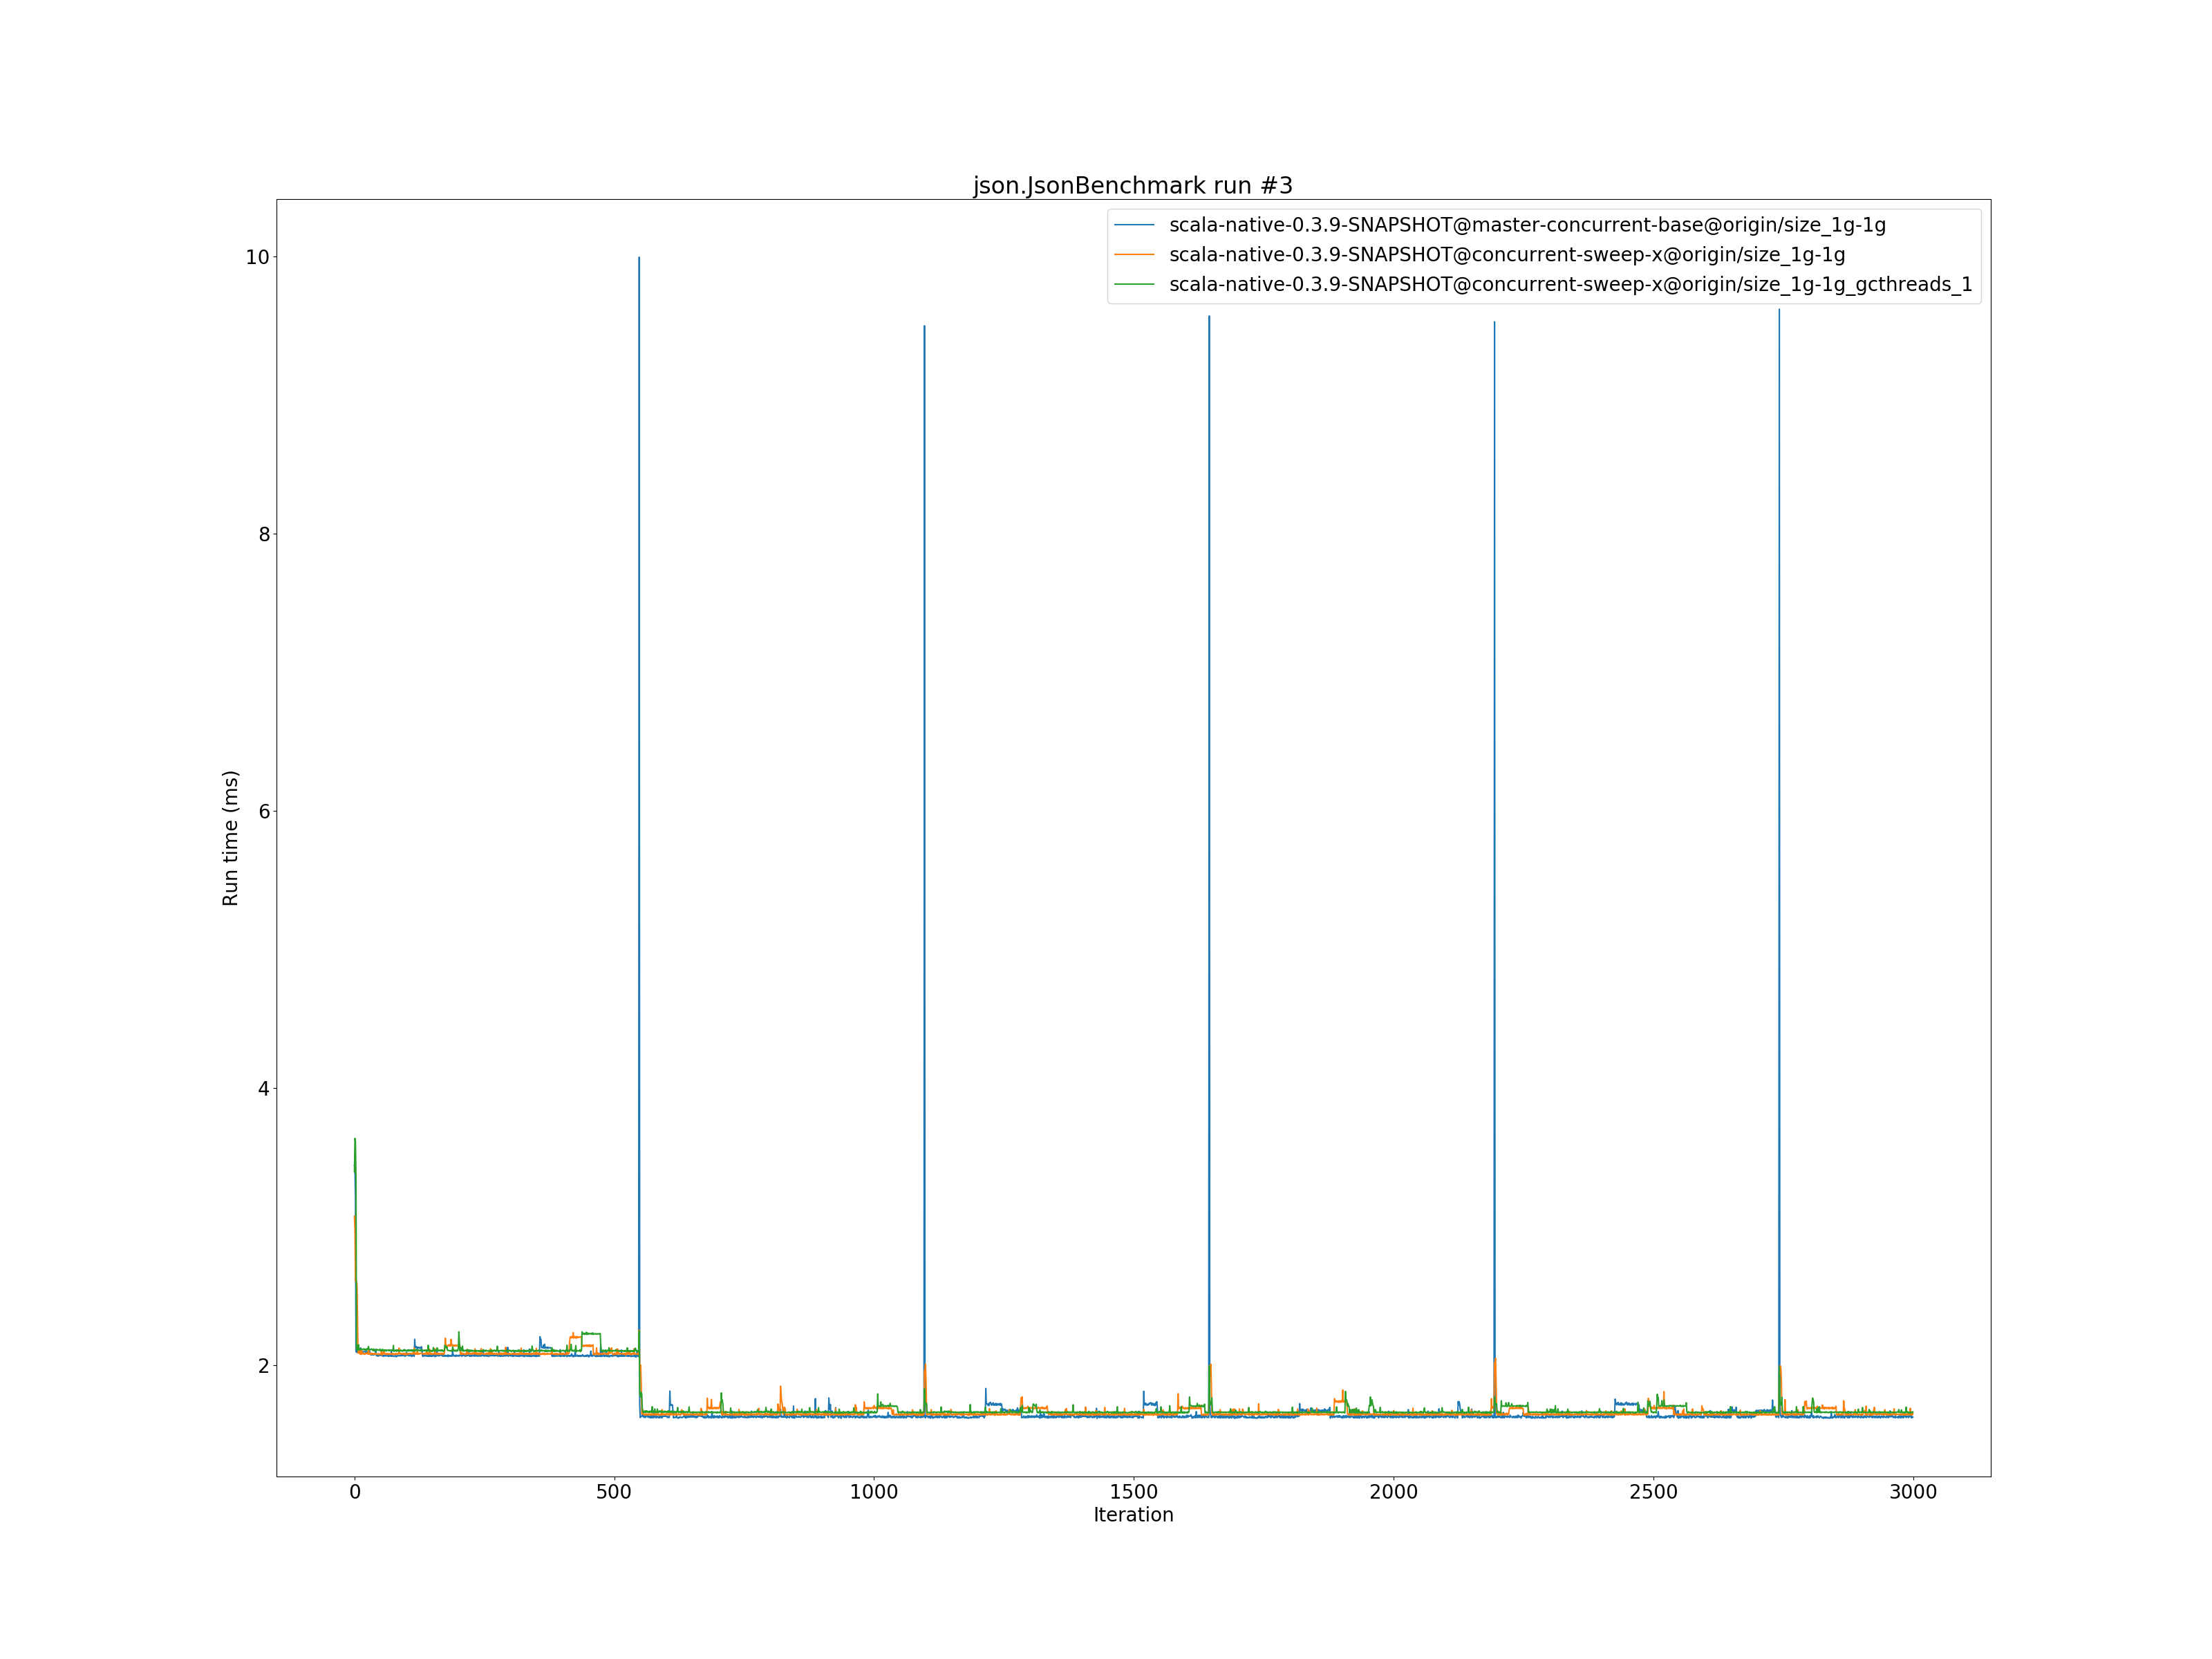 json.JsonBenchmark run #3
scala-native-0.3.9-SNAPSHOT@master-concurrent-base@origin/size_1g-1g
scala-native-0.3.9-SNAPSHOT@concurrent-sweep-x@origin/size_1g-1g
scala-native-0.3.9-SNAPSHOT@concurrent-sweep-x@origin/size_1g-1g_gcthreads_1
10
8
6
4
2
Run time (ms)
0 500 1000 1500 2000 2500 3000
Iteration